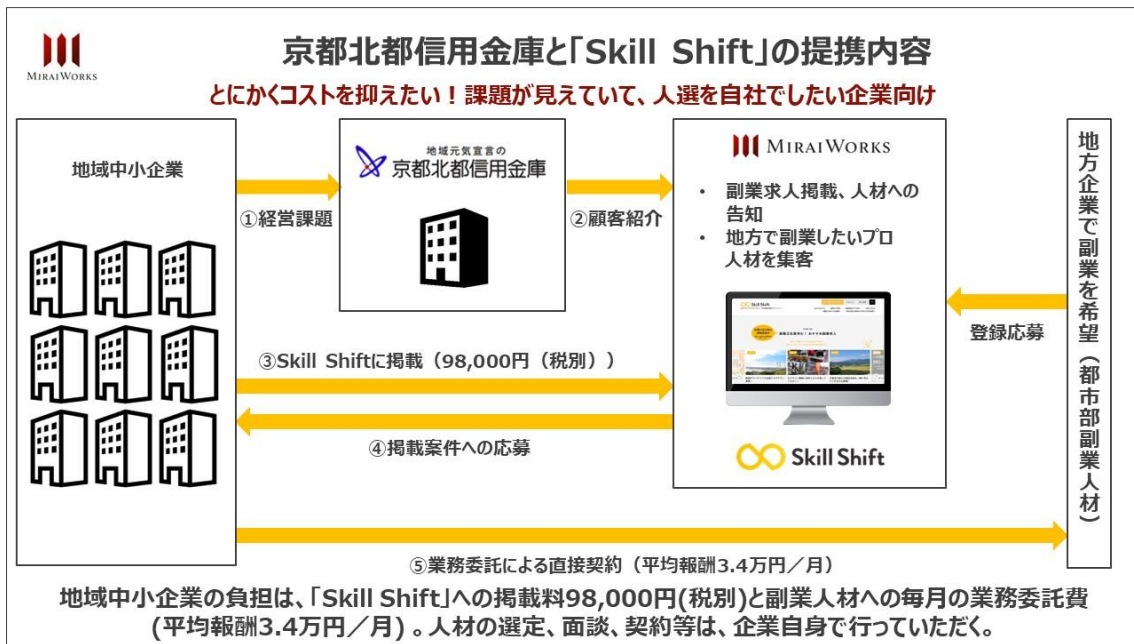 MIRAIWORKS
京都北都信用金庫と「Skill Shift」の提携内容
とにかくコストを抑えたい！課題が見えていて、人選を自社でしたい企業向け
地域中小企業
①経営課題
地域元気宣言の
京都北都信用金庫
②顧客紹介
MIRAIWORKS
• 副業求人掲載、人材への
告知
• 地方で副業したいプロ
人材を集客
Skill Shift
登録応募
地方企業で副業を希望（都市部副業人材）
③Skill Shiftに掲載（98,000円（税別））
④掲載案件への応募
⑤業務委託による直接契約（平均報酬3.4万円／月）
地域中小企業の負担は、「Skill Shift」への掲載料98,000円(税別)と副業人材への毎月の業務委託費
(平均報酬3.4万円／月) 。人材の選定、面談、契約等は、企業自身で行っていただく。